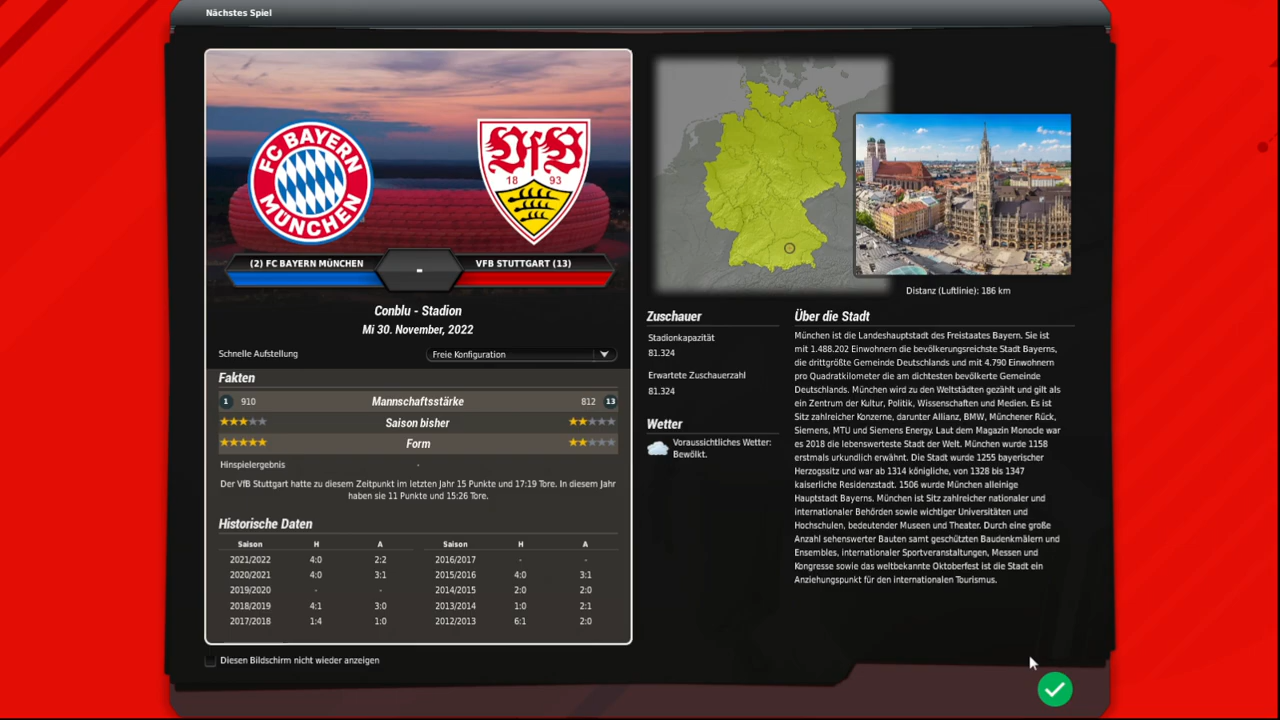 Nächstes Spiel
FC BAYERN
MÜNCHEN
VfB
18 93
(2) FC BAYERN MÜNCHEN
-
VFB STUTTGART (13)
Conblu - Stadion
Mi 30. November, 2022
Schnelle Aufstellung
Freie Konfiguration
Fakten
1 910 Mannschaftsstärke 812 13
Saison bisher
Form
Hinspielergebnis -
Der VfB Stuttgart hatte zu diesem Zeitpunkt im letzten Jahr 15 Punkte und 17:19 Tore. In diesem Jahr
haben sie 11 Punkte und 15:26 Tore.
Historische Daten
Saison H A Saison H A
2021/2022 4:0 2:2 2016/2017 - -
2020/2021 4:0 3:1 2015/2016 4:0 3:1
2019/2020 - - 2014/2015 2:0 2:0
2018/2019 4:1 3:0 2013/2014 1:0 2:1
2017/2018 1:4 1:0 2012/2013 6:1 2:0
Diesen Bildschirm nicht wieder anzeigen
Distanz (Luftlinie): 186 km
Zuschauer
Stadionkapazität
81.324
Erwartete Zuschauerzahl
81.324
Wetter
Voraussichtliches Wetter:
Bewölkt.
Über die Stadt
München ist die Landeshauptstadt des Freistaates Bayern. Sie ist
mit 1.488.202 Einwohnern die bevölkerungsreichste Stadt Bayerns,
die drittgrößte Gemeinde Deutschlands und mit 4.790 Einwohnern
pro Quadratkilometer die am dichtesten bevölkerte Gemeinde
Deutschlands. München wird zu den Weltstädten gezählt und gilt als
ein Zentrum der Kultur, Politik, Wissenschaften und Medien. Es ist
Sitz zahlreicher Konzerne, darunter Allianz, BMW, Münchener Rück,
Siemens, MTU und Siemens Energy. Laut dem Magazin Monocle war
es 2018 die lebenswerteste Stadt der Welt. München wurde 1158
erstmals urkundlich erwähnt. Die Stadt wurde 1255 bayerischer
Herzogssitz und war ab 1314 königliche, von 1328 bis 1347
kaiserliche Residenzstadt. 1506 wurde München alleinige
Hauptstadt Bayerns. München ist Sitz zahlreicher nationaler und
internationaler Behörden sowie wichtiger Universitäten und
Hochschulen, bedeutender Museen und Theater. Durch eine große
Anzahl sehenswerter Bauten samt geschützten Baudenkmälern und
Ensembles, internationaler Sportveranstaltungen, Messen und
Kongresse sowie das weltbekannte Oktoberfest ist die Stadt ein
Anziehungspunkt für den internationalen Tourismus.